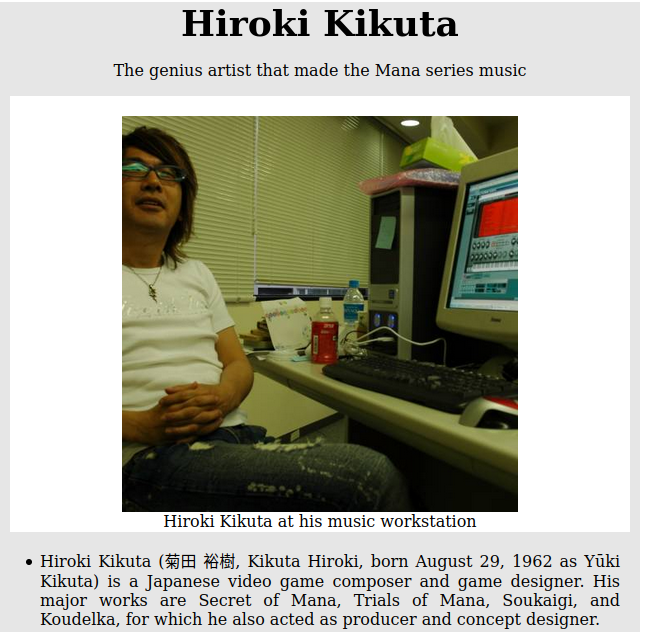 Hiroki Kikuta
The genius artist that made the Mana series music
Hiroki Kikuta at his music workstation
• Hiroki Kikuta (菊田 裕樹, Kikuta Hiroki, born August 29, 1962 as Yūki
Kikuta) is a Japanese video game composer and game designer. His
major works are Secret of Mana, Trials of Mana, Soukaigi, and
Koudelka, for which he also acted as producer and concept designer.